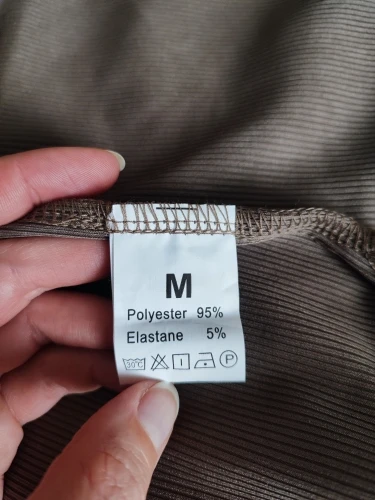 M
Polyester 95%
Elastane 5%
P